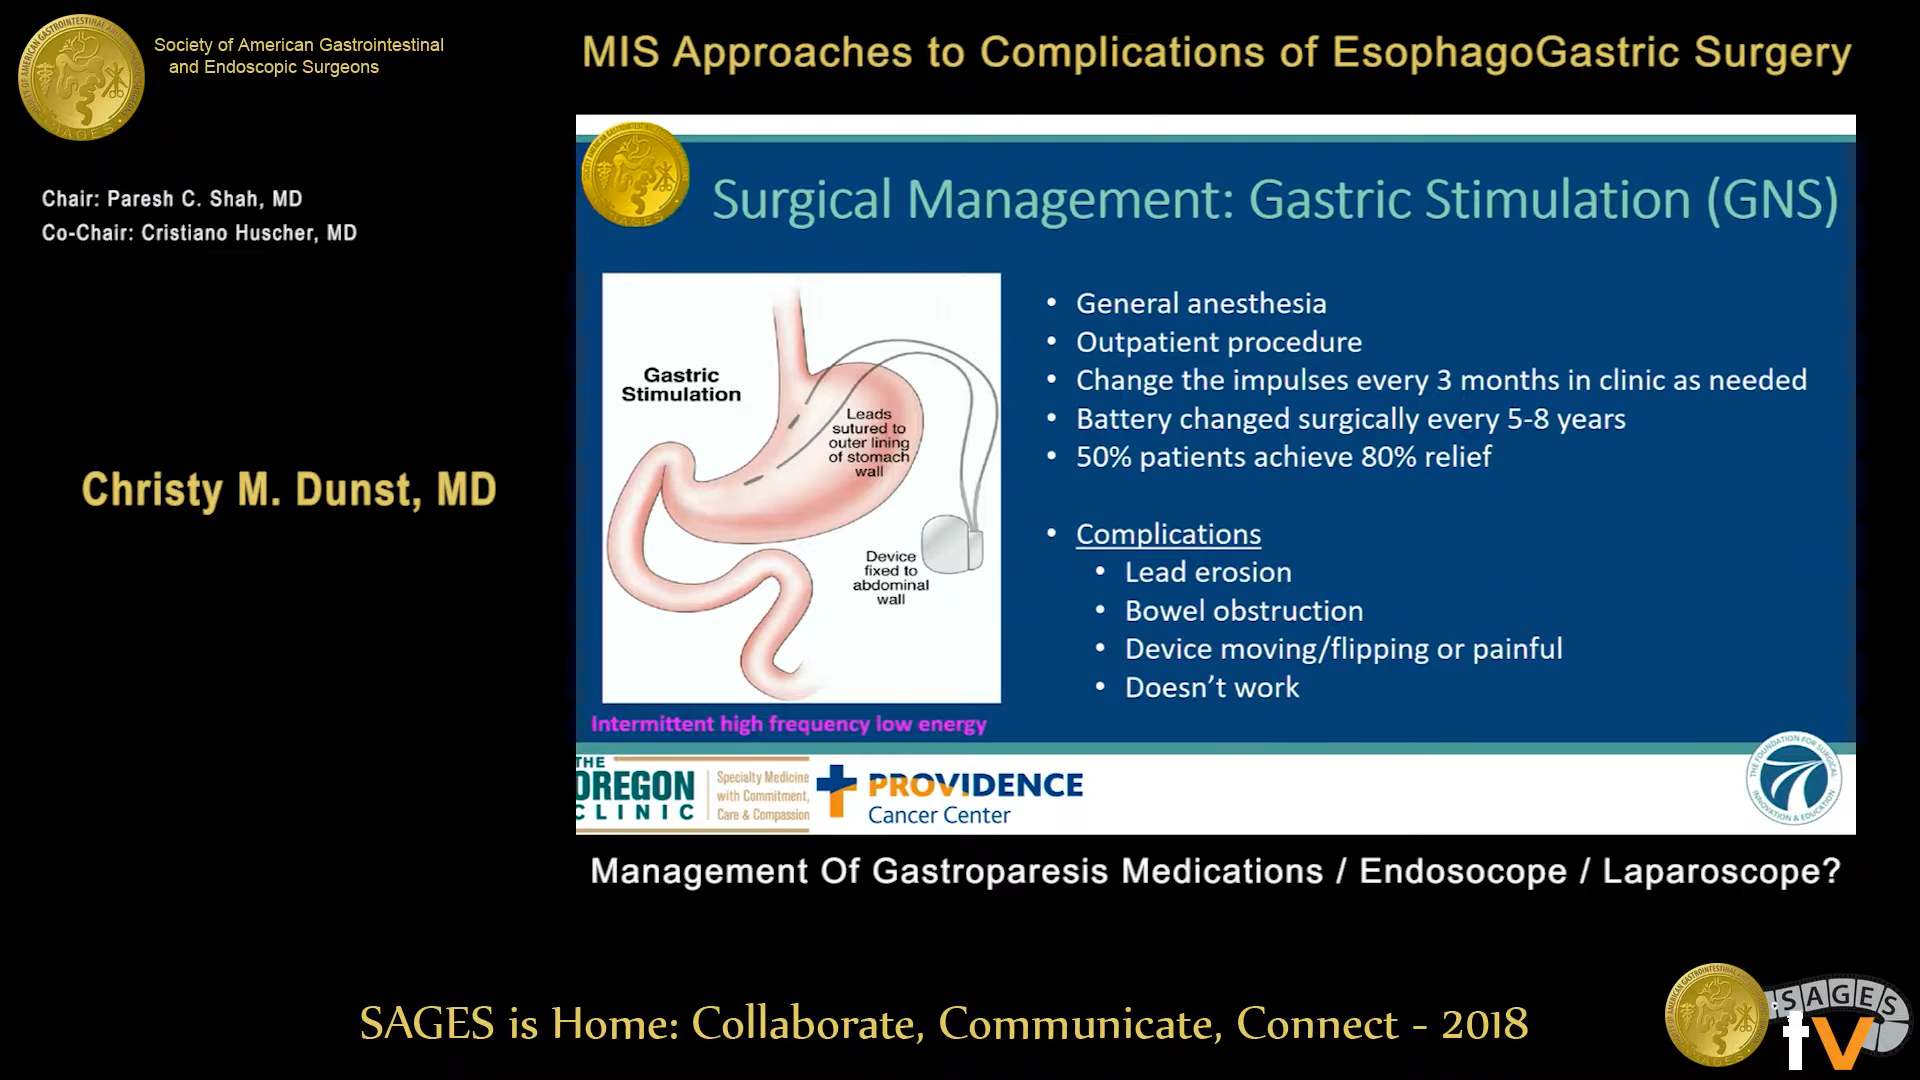 Society of American Gastrointestinal
and Endoscopic Surgeons
MIS Approaches to Complications of EsophagoGastric Surgery
Chair: Paresh C. Shah, MD
Co-Chair: Cristiano Huscher, MD
Christy M. Dunst, MD
Surgical Management: Gastric Stimulation (GNS)
Gastric
Stimulation
Leads
sutured to
outer lining
of stomach
wall
Device
fixed to
abdominal
wall
Intermittent high frequency low energy
• General anesthesia
• Outpatient procedure
• Change the impulses every 3 months in clinic as needed
• Battery changed surgically every 5-8 years
• 50% patients achieve 80% relief
• Complications
• Lead erosion
• Bowel obstruction
• Device moving/flipping or painful
• Doesn't work
THE
OREGON
CLINIC
Specialty Medicine
with Commitment,
Care & Compassion
PROVIDENCE
Cancer Center
THE FOUNDATION FOR SURGICAL
INNOVATION & EDUCATION
Management Of Gastroparesis Medications / Endosocope / Laparoscope?
SAGES is Home: Collaborate, Communicate, Connect - 2018
SAGES
tv